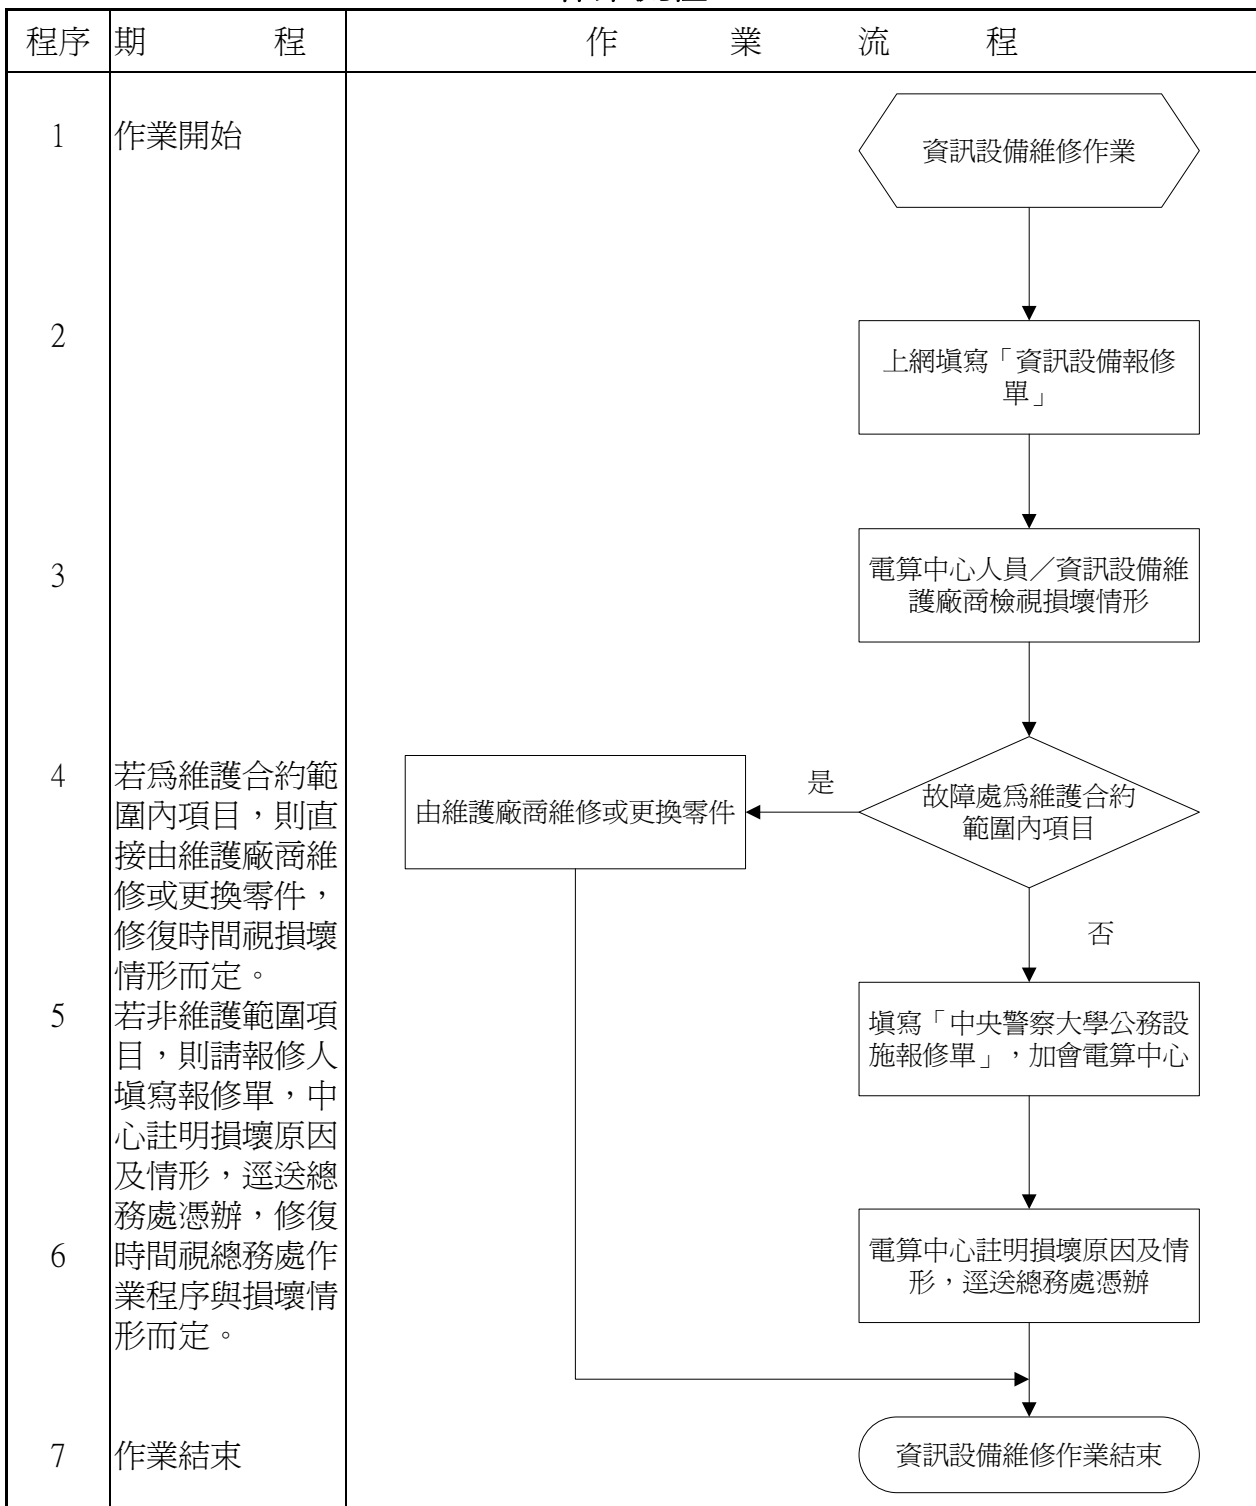 程序 期 程 作 業 流 程
1 作業開始 資訊設備維修作業
2
上網填寫「資訊設備報修
單」
3
電算中心人員／資訊設備維
護廠商檢視損壞情形
4
若為維護合約範
圍內項目，則直
接由維護廠商維
修或更換零件，
修復時間視損壞
情形而定。
由維護廠商維修或更換零件
是
故障處為維護合約
範圍內項目
否
5
若非維護範圍項
目，則請報修人
填寫報修單，中
心註明損壞原因
及情形，逕送總
務處憑辦，修復
6
時間視總務處作
業程序與損壞情
形而定。
填寫「中央警察大學公務設
施報修單」，加會電算中心
電算中心註明損壞原因及情
形，逕送總務處憑辦
7 作業結束 資訊設備維修作業結束